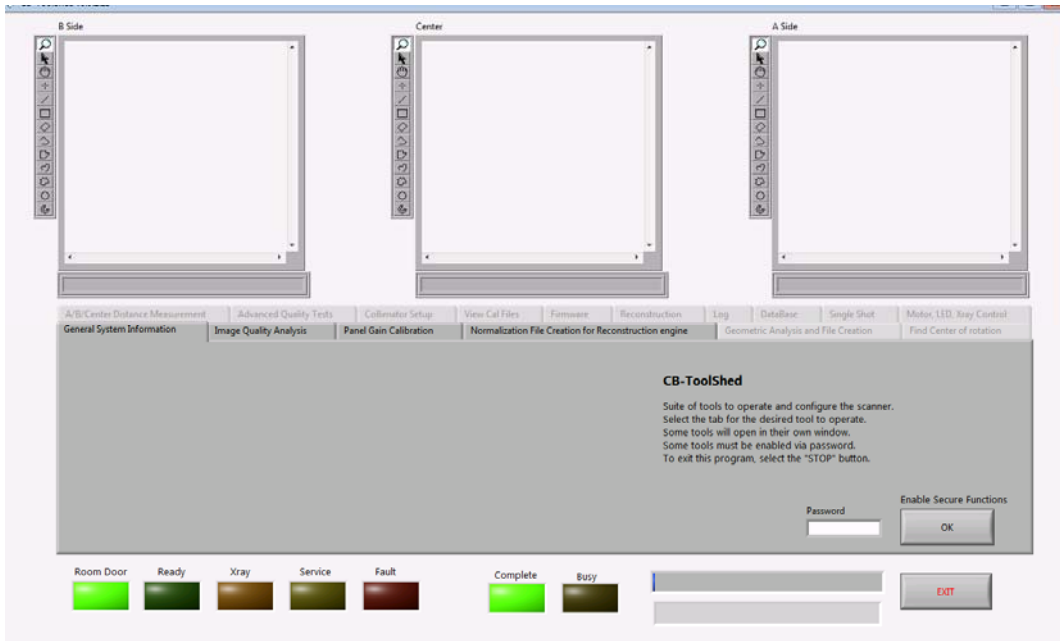 B Side
Center
A Side
A/B/Center Distance Measurement
Advanced Quality Tests
Collimator Setup
View Cal Files
Firmware
Reconstruction
Log
DataBase
Single Shot
Motor, LED, Xray Control
General System Information
Image Quality Analysis
Panel Gain Calibration
Normalization File Creation for Reconstruction engine
Geometric Analysis and File Creation
Find Center of rotation
CB-ToolShed
Suite of tools to operate and configure the scanner.
Select the tab for the desired tool to operate.
Some tools will open in their own window.
Some tools must be enabled via password.
To exit this program, select the "STOP" button.
Enable Secure Functions
Password
OK
Room Door
Ready
Xray
Service
Fault
Complete
Busy
EXIT